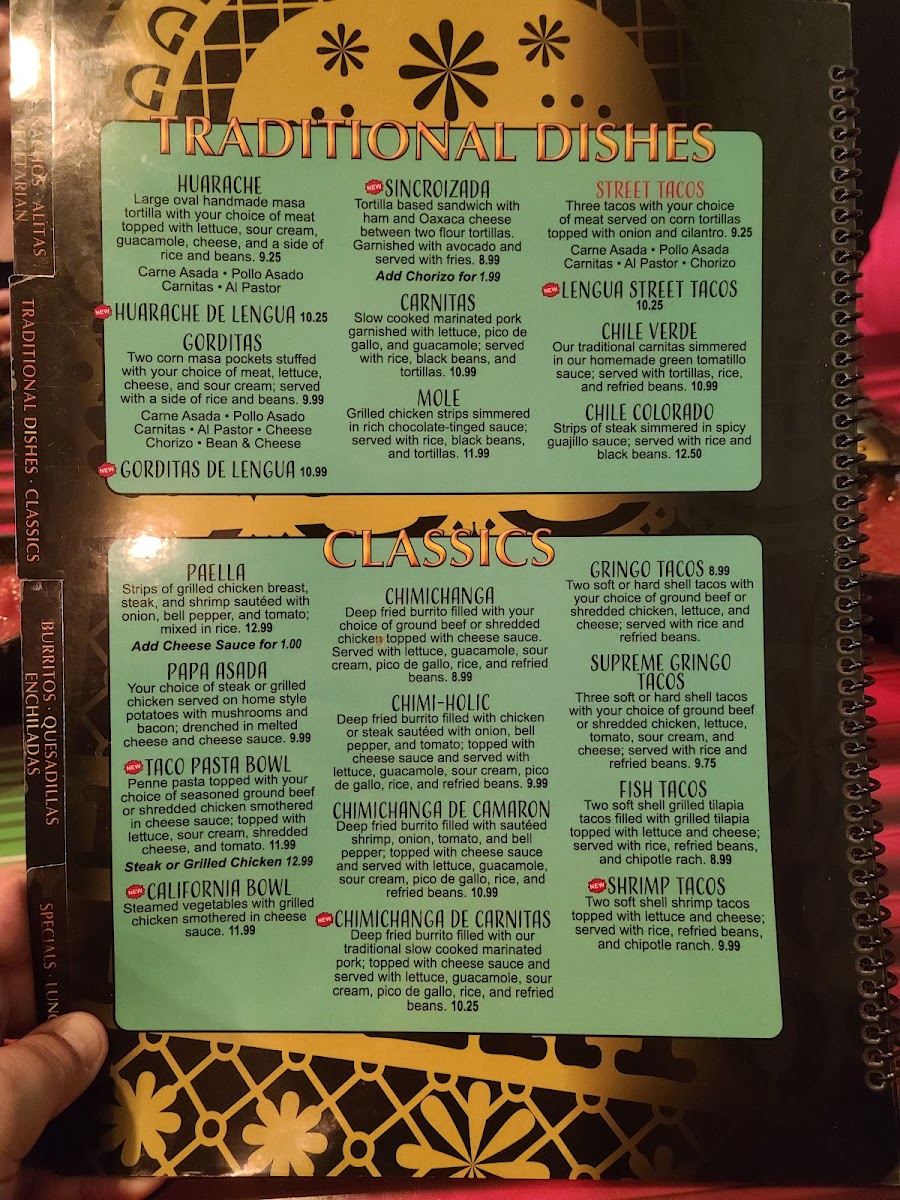 TRADITIONAL DISHES
HUARACHE
Large oval handmade masa
tortilla with your choice of meat
topped with lettuce, sour cream,
guacamole, cheese, and a side of
rice and beans. 9.25
Carne Asada • Pollo Asado
Carnitas • Al Pastor
NEW HUARACHE DE LENGUA 10.25
GORDITAS
Two corn masa pockets stuffed
with your choice of meat, lettuce,
cheese, and sour cream; served
with a side of rice and beans. 9.99
Carne Asada • Pollo Asado
Carnitas • Al Pastor • Cheese
Chorizo • Bean & Cheese
NEW GORDITAS DE LENGUA 10.99
NEW SINCROIZADA
Tortilla based sandwich with
ham and Oaxaca cheese
between two flour tortillas.
Garnished with avocado and
served with fries. 8.99
Add Chorizo for 1.99
CARNITAS
Slow cooked marinated pork
garnished with lettuce, pico de
gallo, and guacamole; served
with rice, black beans, and
tortillas. 10.99
MOLE
Grilled chicken strips simmered
in rich chocolate-tinged sauce;
served with rice, black beans,
and tortillas. 11.99
STREET TACOS
Three tacos with your choice
of meat served on corn tortillas
topped with onion and cilantro. 9.25
Carne Asada • Pollo Asada
Carnitas • Al Pastor • Chorizo
NEW LENGUA STREET TACOS
10.25
CHILE VERDE
Our traditional carnitas simmered
in our homemade green tomatillo
sauce; served with tortillas, rice,
and refried beans. 10.99
CHILE COLORADO
Strips of steak simmered in spicy
guajillo sauce; served with rice and
black beans. 12.50
CLASSICS
PAELLA
Strips of grilled chicken breast,
steak, and shrimp sautéed with
onion, bell pepper, and tomato;
mixed in rice. 12.99
Add Cheese Sauce for 1.00
PAPA ASADA
Your choice of steak or grilled
chicken served on home style
potatoes with mushrooms and
bacon; drenched in melted
cheese and cheese sauce. 9.99
NEW TACO PASTA BOWL
Penne pasta topped with your
choice of seasoned ground beef
or shredded chicken smothered
in cheese sauce; topped with
lettuce, sour cream, shredded
cheese, and tomato. 11.99
Steak or Grilled Chicken 12.99
NEW CALIFORNIA BOWL
Steamed vegetables with grilled
chicken smothered in cheese
sauce. 11.99
CHIMICHANGA
Deep fried burrito filled with your
choice of ground beef or shredded
chicken topped with cheese sauce.
Served with lettuce, guacamole, sour
cream, pico de gallo, rice, and refried
beans. 8.99
CHIMI-HOLIC
Deep fried burrito filled with chicken
or steak sautéed with onion, bell
pepper, and tomato; topped with
cheese sauce and served with
lettuce, guacamole, sour cream, pico
de gallo, rice, and refried beans. 9.99
CHIMICHANGA DE CAMARON
Deep fried burrito filled with sautéed
shrimp, onion, tomato, and bell
pepper; topped with cheese sauce
and served with lettuce, guacamole,
sour cream, pico de gallo, rice, and
refried beans. 10.99
NEW CHIMICHANGA DE CARNITAS
Deep fried burrito filled with our
traditional slow cooked marinated
pork; topped with cheese sauce and
served with lettuce, guacamole, sour
cream, pico de gallo, rice, and refried
beans. 10.25
GRINGO TACOS 8.99
Two soft or hard shell tacos with
your choice of ground beef or
shredded chicken, lettuce, and
cheese; served with rice and
refried beans.
SUPREME GRINGO
TACOS
Three soft or hard shell tacos
with your choice of ground beef
or shredded chicken, lettuce,
tomato, sour cream, and
cheese; served with rice and
refried beans. 9.75
FISH TACOS
Two soft shell grilled tilapia
tacos filled with grilled tilapia
topped with lettuce and cheese;
served with rice, refried beans,
and chipotle rach. 8.99
NEW SHRIMP TACOS
Two soft shell shrimp tacos
topped with lettuce and cheese;
served with rice, refried beans,
and chipotle ranch. 9.99
NACHOS · ALITAS
TRADITIONAL DISHES · CLASSICS
BURRITOS · QUESADILLAS
ENCHILADAS
SPECIALS ·